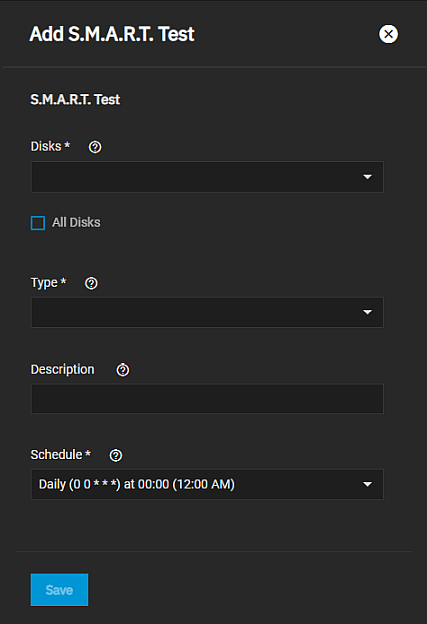 Add S.M.A.R.T. Test
S.M.A.R.T. Test
Disks *
All Disks
Type *
Description
Schedule *
Daily (0 0 * * *) at 00:00 (12:00 AM)
Save